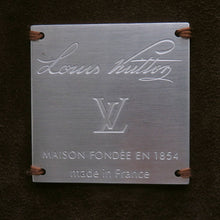 Louis Vuitton
LV
MAISON FONDÉE EN 1854
made in France